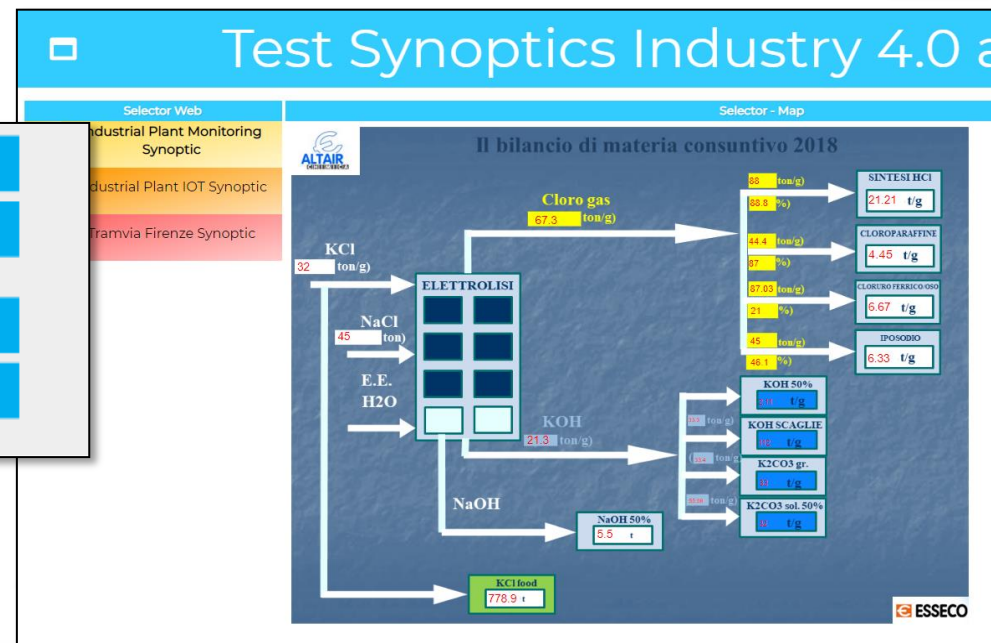 Test Synoptics Industry 4.0 a
Selector Web
Selector - Map
ndustrial Plant Monitoring
Synoptic
dustrial Plant IOT Synoptic
Tramvia Firenze Synoptic
ALTAIR
CHIMICA
Il bilancio di materia consuntivo 2018
Cloro gas
67.3 ton/g)
KCl
32 ton/g)
NaCl
45 ton)
E.E.
H2O
ELETTROLISI
88 ton/g)
88.8 %)
SINTESI HCl
21.21 t/g
44.4 ton/g)
87 %)
CLOROPARAFFINE
4.45 t/g
87.03 ton/g)
21 %)
CLORURO FERRICO/OSO
6.67 t/g
45 ton/g)
46.1 %)
IPOSODIO
6.33 t/g
KOH
21.3 ton/g)
KOH 50%
t/g
ton/g)
KOH SCAGLIE
t/g
ton/g
K2CO3 gr.
t/g
ton/g)
K2CO3 sol. 50%
t/g
NaOH
NaOH 50%
5.5 t
KCl food
778.9 t
ESSECO